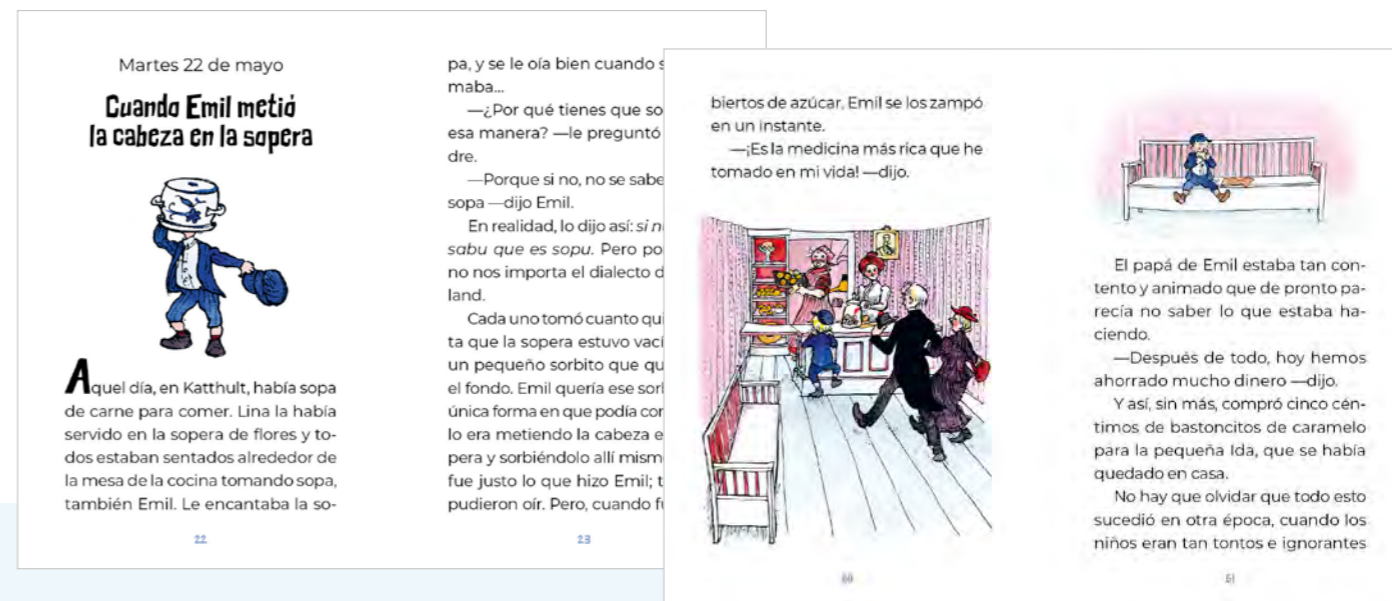 Martes 22 de mayo
Cuando Emil metió
la cabeza en la sopera
Aquel día, en Katthult, había sopa
de carne para comer. Lina la había
servido en la sopera de flores y to-
dos estaban sentados alrededor de
la mesa de la cocina tomando sopa,
también Emil. Le encantaba la so-
22
pa, y se le oía bien cuando
maba...
—¿Por qué tienes que so
esa manera? —le preguntó
dre.
—Porque si no, no se sabe
sopa —dijo Emil.
En realidad, lo dijo así: si n
sabu que es sopu. Pero po
no nos importa el dialecto d
land.
Cada uno tomó cuanto qui
ta que la sopera estuvo vací
un pequeño sorbito que qu
el fondo. Emil quería ese sor
única forma en que podía con
lo era metiendo la cabeza e
pera y sorbiéndolo allí mism
fue justo lo que hizo Emil; t
pudieron oír. Pero, cuando f
23
biertos de azúcar, Emil se los zampó
en un instante.
—¡Es la medicina más rica que he
tomado en mi vida! —dijo.
60
El papá de Emil estaba tan con-
tento y animado que de pronto pa-
recía no saber lo que estaba ha-
ciendo.
—Después de todo, hoy hemos
ahorrado mucho dinero —dijo.
Y así, sin más, compró cinco cén-
timos de bastoncitos de caramelo
para la pequeña Ida, que se había
quedado en casa.
No hay que olvidar que todo esto
sucedió en otra época, cuando los
niños eran tan tontos e ignorantes
61